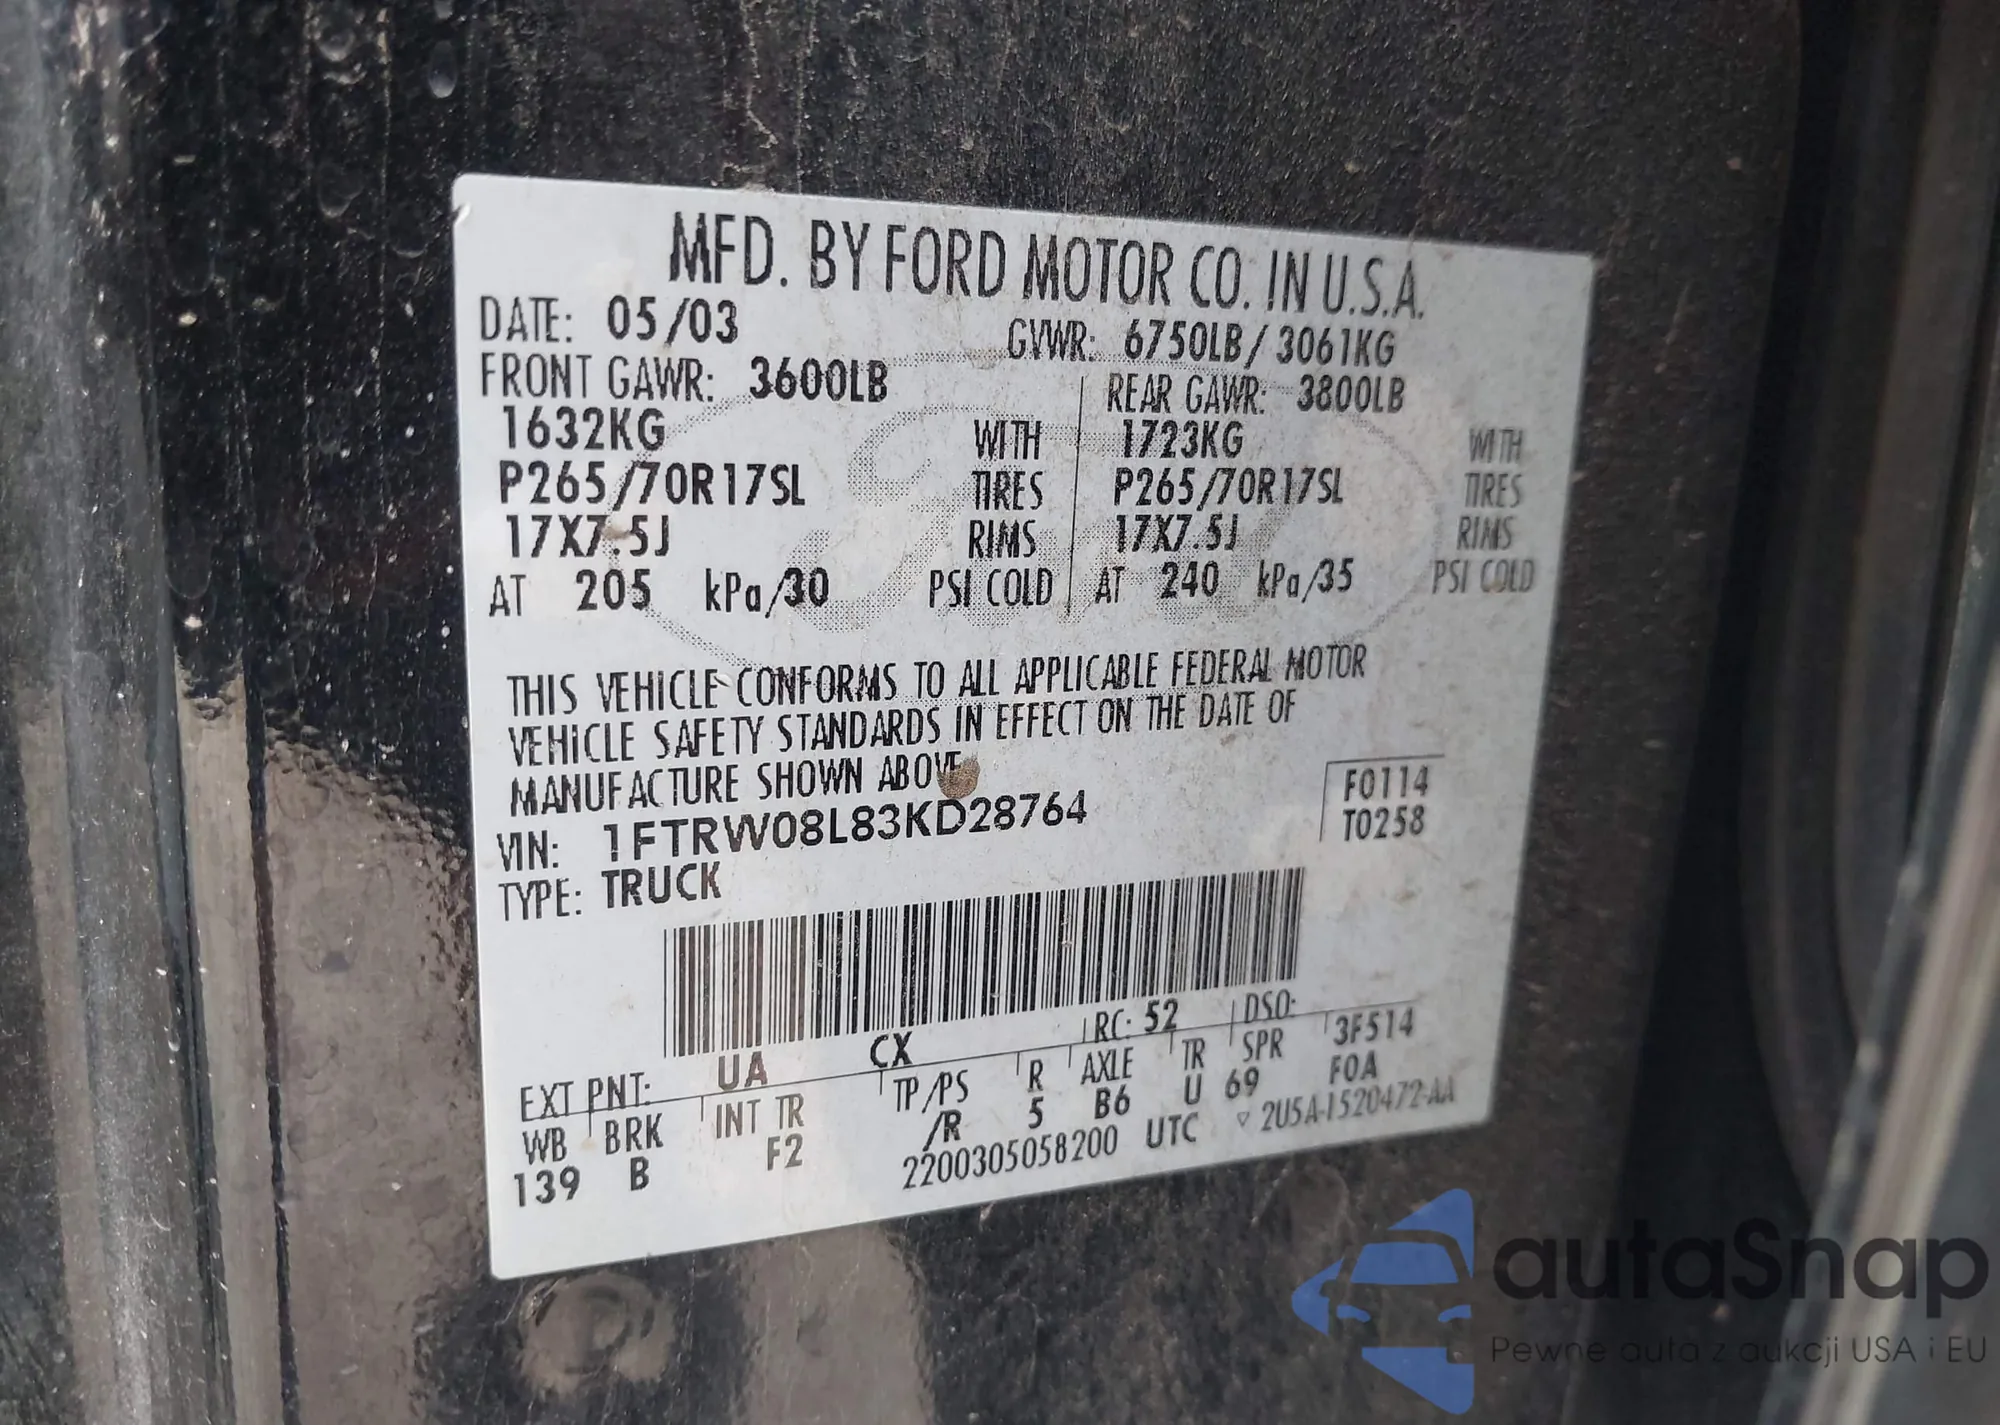 MFD. BY FORD MOTOR CO. IN U.S.A.
DATE: 05/03 GVWR: 6750LB / 3061KG
FRONT GAWR: 3600LB REAR GAWR: 3800LB
1632KG WITH 1723KG WITH
P265/70R17SL TIRES P265/70R17SL TIRES
17X7.5J RIMS 17X7.5J RIMS
AT 205 kPa/30 PSI COLD AT 240 kPa/35 PSI COLD
THIS VEHICLE CONFORMS TO ALL APPLICABLE FEDERAL MOTOR
VEHICLE SAFETY STANDARDS IN EFFECT ON THE DATE OF
MANUFACTURE SHOWN ABOVE
VIN: 1FTRW08L83KD28764 F0114
TYPE: TRUCK T0258
EXT PNT: UA CX RC: 52 DSO: 3F514
WB BRK INT TR TP/PS R AXLE TR SPR F0A
139 B F2 /R 5 B6 U 69
2200305058200 UTC ▽ 2U5A-1520472-AA
autaSnap
Pewne auta z aukcji USA i EU